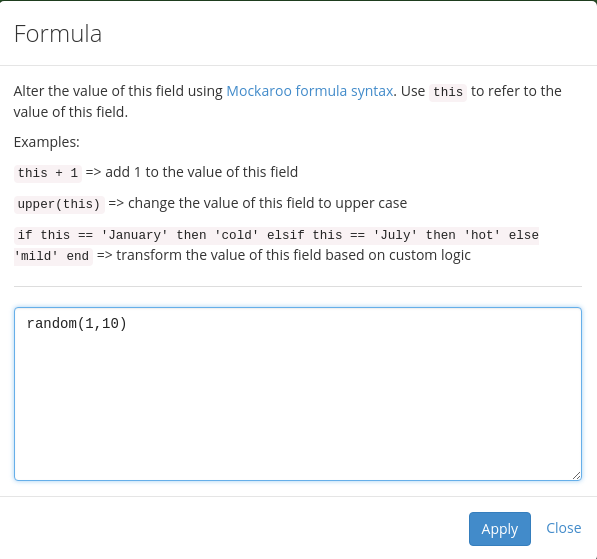 Formula
Alter the value of this field using Mockaroo formula syntax. Use this to refer to the
value of this field.
Examples:
this + 1 => add 1 to the value of this field
upper(this) => change the value of this field to upper case
if this == 'January' then 'cold' elsif this == 'July' then 'hot' else
'mild' end => transform the value of this field based on custom logic
random(1,10)
Apply Close